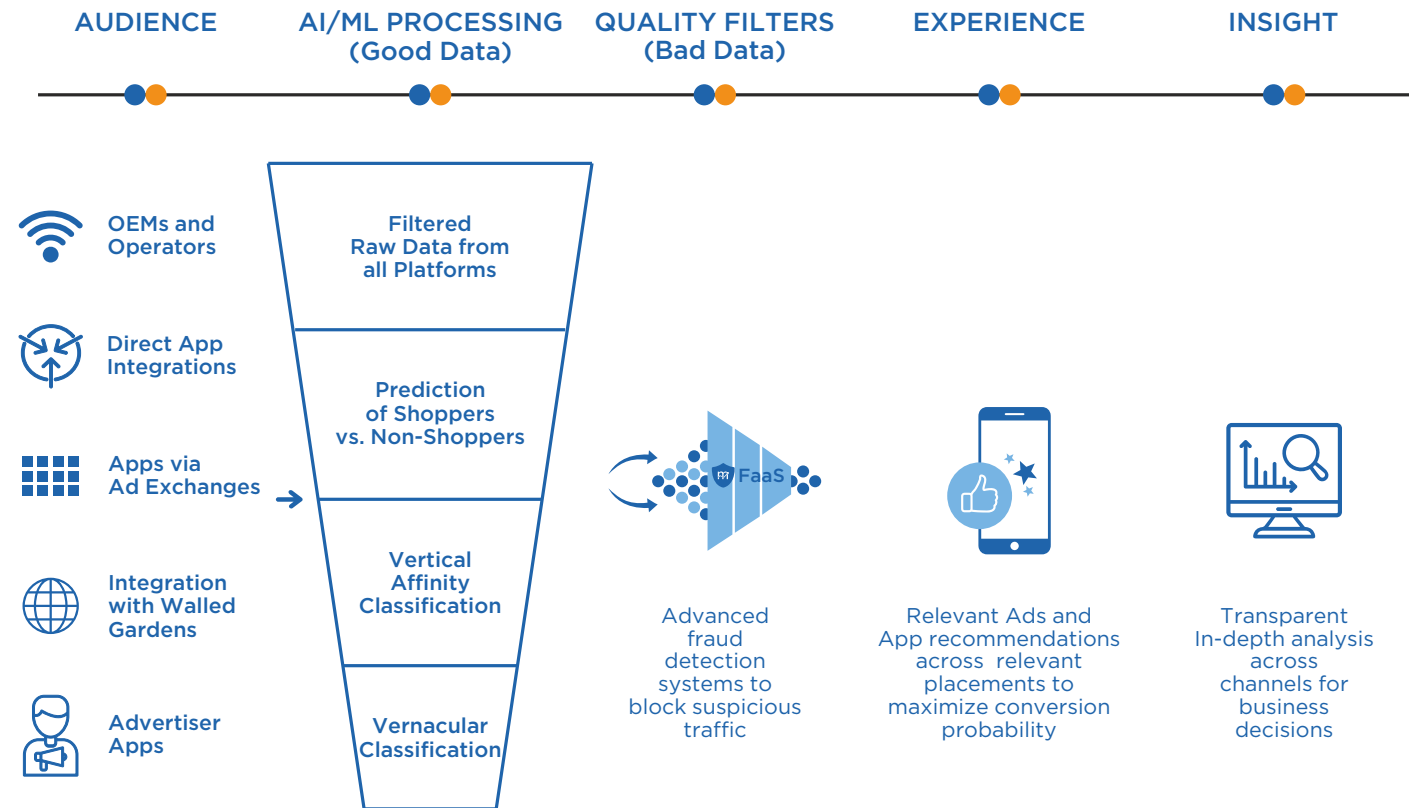 AUDIENCE
AI/ML PROCESSING
(Good Data)
QUALITY FILTERS
(Bad Data)
EXPERIENCE
INSIGHT
OEMs and
Operators
Direct App
Integrations
Apps via
Ad Exchanges
Integration
with Walled
Gardens
Advertiser
Apps
Filtered
Raw Data from
all Platforms
Prediction
of Shoppers
vs. Non-Shoppers
Vertical
Affinity
Classification
Vernacular
Classification
m FaaS
Advanced
fraud
detection
systems to
block suspicious
traffic
Relevant Ads and
App recommendations
across relevant
placements to
maximize conversion
probability
Transparent
In-depth analysis
across
channels for
business
decisions